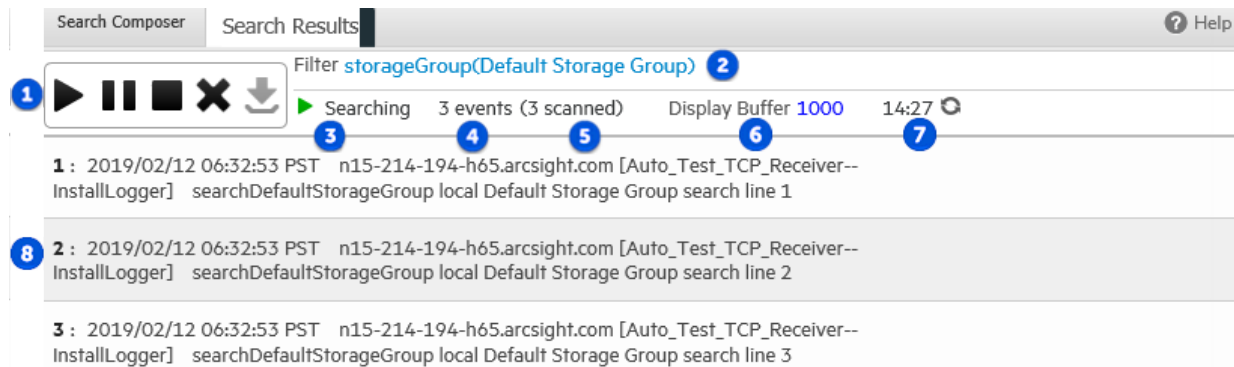 Search Composer Search Results Help
Filter storageGroup(Default Storage Group) 2
1
Searching 3 events (3 scanned) Display Buffer 1000 14:27
3 4 5 6 7
1 : 2019/02/12 06:32:53 PST n15-214-194-h65.arcsight.com [Auto_Test_TCP_Receiver--
InstallLogger] searchDefaultStorageGroup local Default Storage Group search line 1
8 2 : 2019/02/12 06:32:53 PST n15-214-194-h65.arcsight.com [Auto_Test_TCP_Receiver--
InstallLogger] searchDefaultStorageGroup local Default Storage Group search line 2
3 : 2019/02/12 06:32:53 PST n15-214-194-h65.arcsight.com [Auto_Test_TCP_Receiver--
InstallLogger] searchDefaultStorageGroup local Default Storage Group search line 3